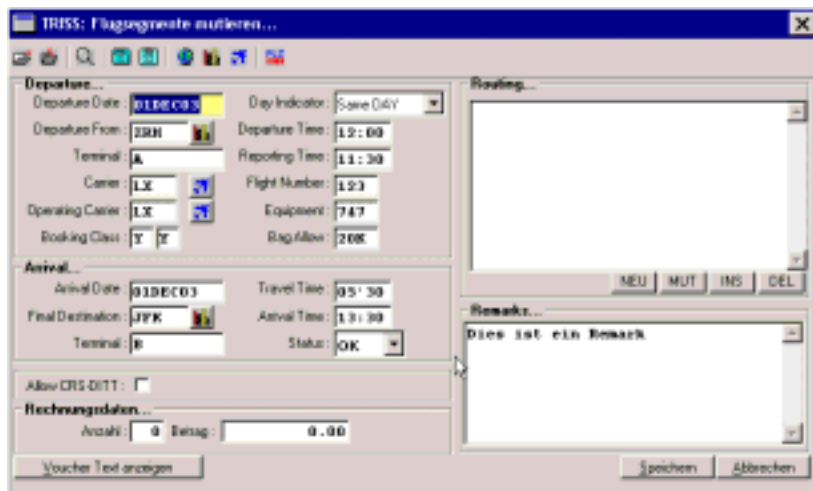 TRISS: Flugsegmente mutieren...
Departure...
Departure Date: 01DEC03 Day Indicator: Same DAY
Departure From: ZRH Departure Time: 12:00
Terminal: A Reporting Time: 11:30
Carrier: LX Flight Number: 123
Operating Carrier: LX Equipment: 747
Booking Class: Y Y Bag Allow: 20K
Arrival...
Arrival Date: 01DEC03 Travel Time: 05'30
Final Destination: JFK Arrival Time: 13:30
Terminal: B Status: OK
Allow CRS-DITT:
Rechnungsdaten...
Anzahl: 0 Betrag: 0.00
Voucher Text anzeigen
Routing...
NEU MUT INS DEL
Remarks...
Dies ist ein Remark
Speichern Abbrechen